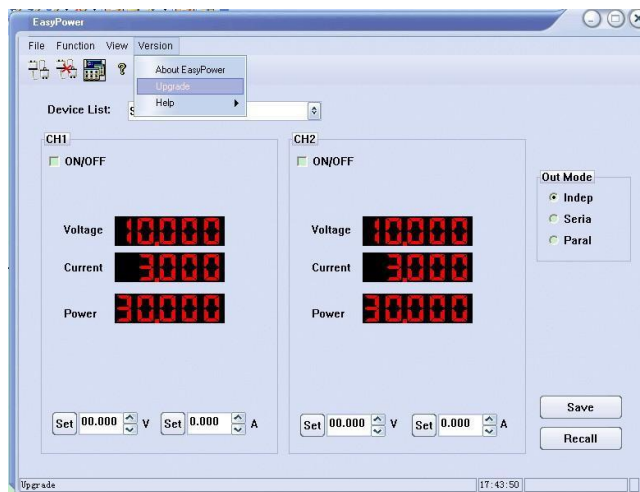 EasyPower
File Function View Version
About EasyPower
Upgrade
Help
Device List: S
CH1
ON/OFF
Voltage 10.000
Current 3.000
Power 30.000
Set 00.000 V Set 0.000 A
CH2
ON/OFF
Voltage 10.000
Current 3.000
Power 30.000
Set 00.000 V Set 0.000 A
Out Mode
Indep
Seria
Paral
Save
Recall
Upgrade 17:43:50